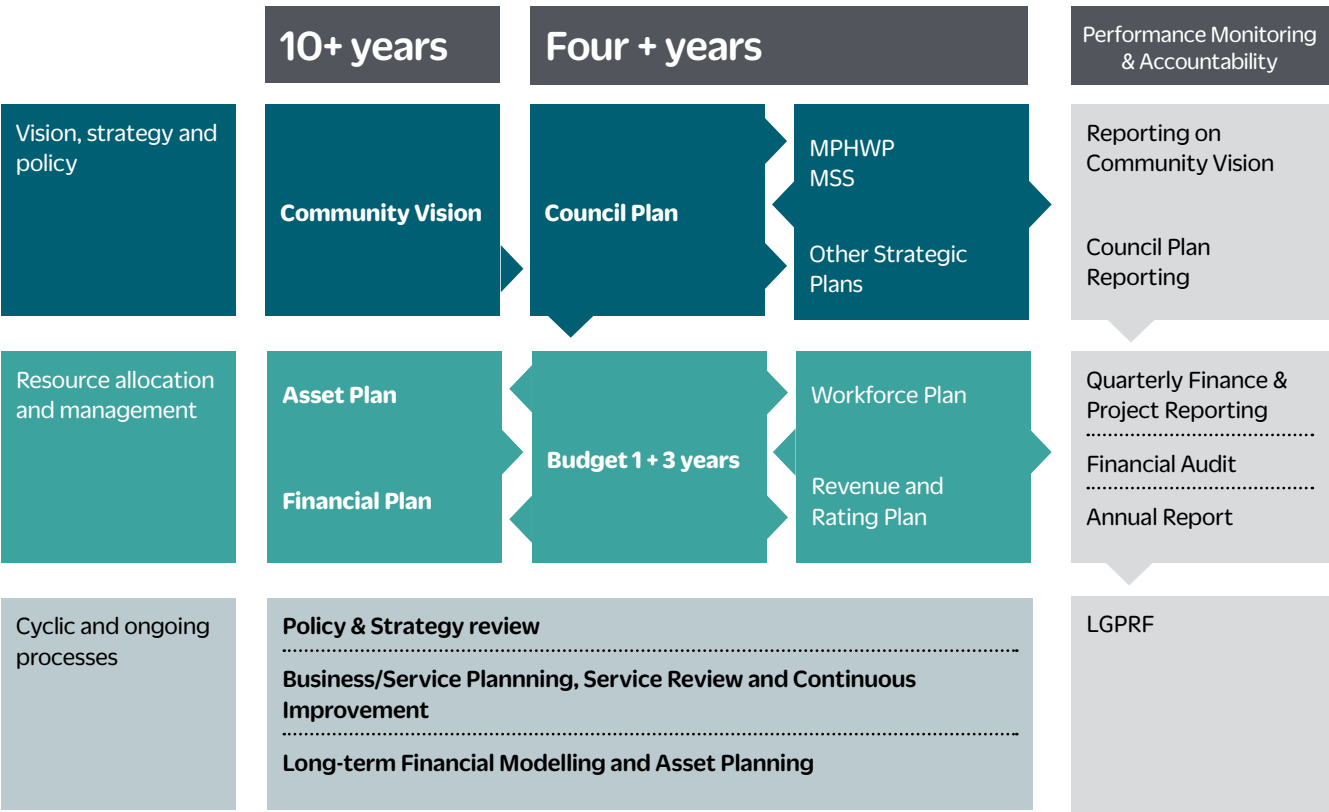 10+ years
Four + years
Performance Monitoring
& Accountability
Vision, strategy and
policy
Community Vision
Council Plan
MPHWP
MSS
Other Strategic
Plans
Reporting on
Community Vision
Council Plan
Reporting
Resource allocation
and management
Asset Plan
Financial Plan
Budget 1 + 3 years
Workforce Plan
Revenue and
Rating Plan
Quarterly Finance &
Project Reporting
Financial Audit
Annual Report
Cyclic and ongoing
processes
Policy & Strategy review
Business/Service Plannning, Service Review and Continuous
Improvement
Long-term Financial Modelling and Asset Planning
LGPRF